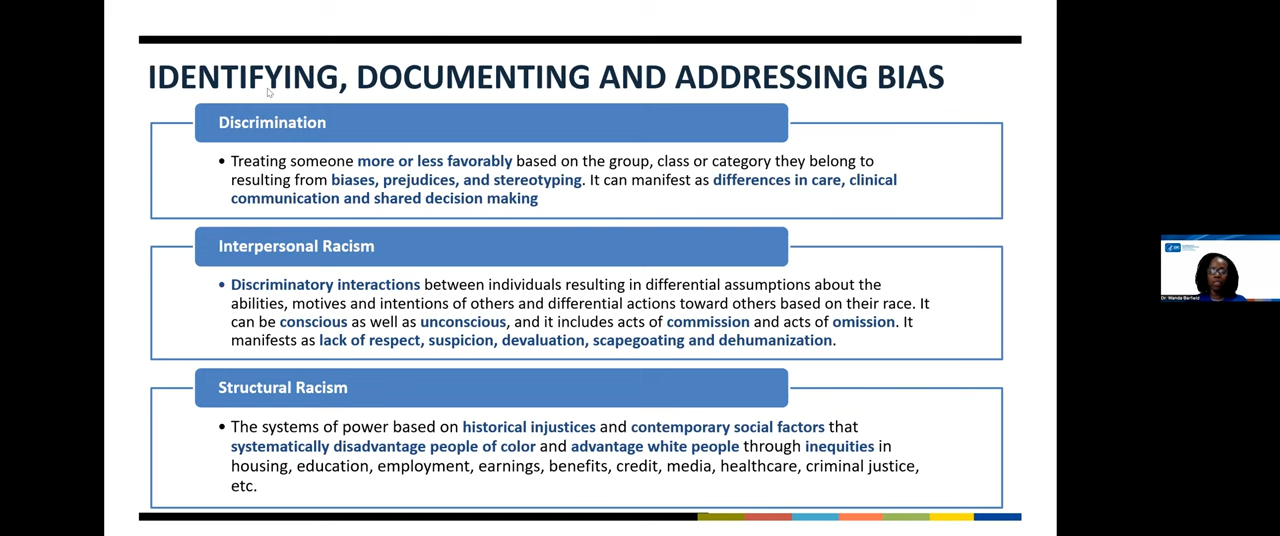 IDENTIFYING, DOCUMENTING AND ADDRESSING BIAS
Discrimination
• Treating someone more or less favorably based on the group, class or category they belong to
resulting from biases, prejudices, and stereotyping. It can manifest as differences in care, clinical
communication and shared decision making
Interpersonal Racism
• Discriminatory interactions between individuals resulting in differential assumptions about the
abilities, motives and intentions of others and differential actions toward others based on their race. It
can be conscious as well as unconscious, and it includes acts of commission and acts of omission. It
manifests as lack of respect, suspicion, devaluation, scapegoating and dehumanization.
Structural Racism
• The systems of power based on historical injustices and contemporary social factors that
systematically disadvantage people of color and advantage white people through inequities in
housing, education, employment, earnings, benefits, credit, media, healthcare, criminal justice,
etc.
CDC
Dr. Wanda Barfield